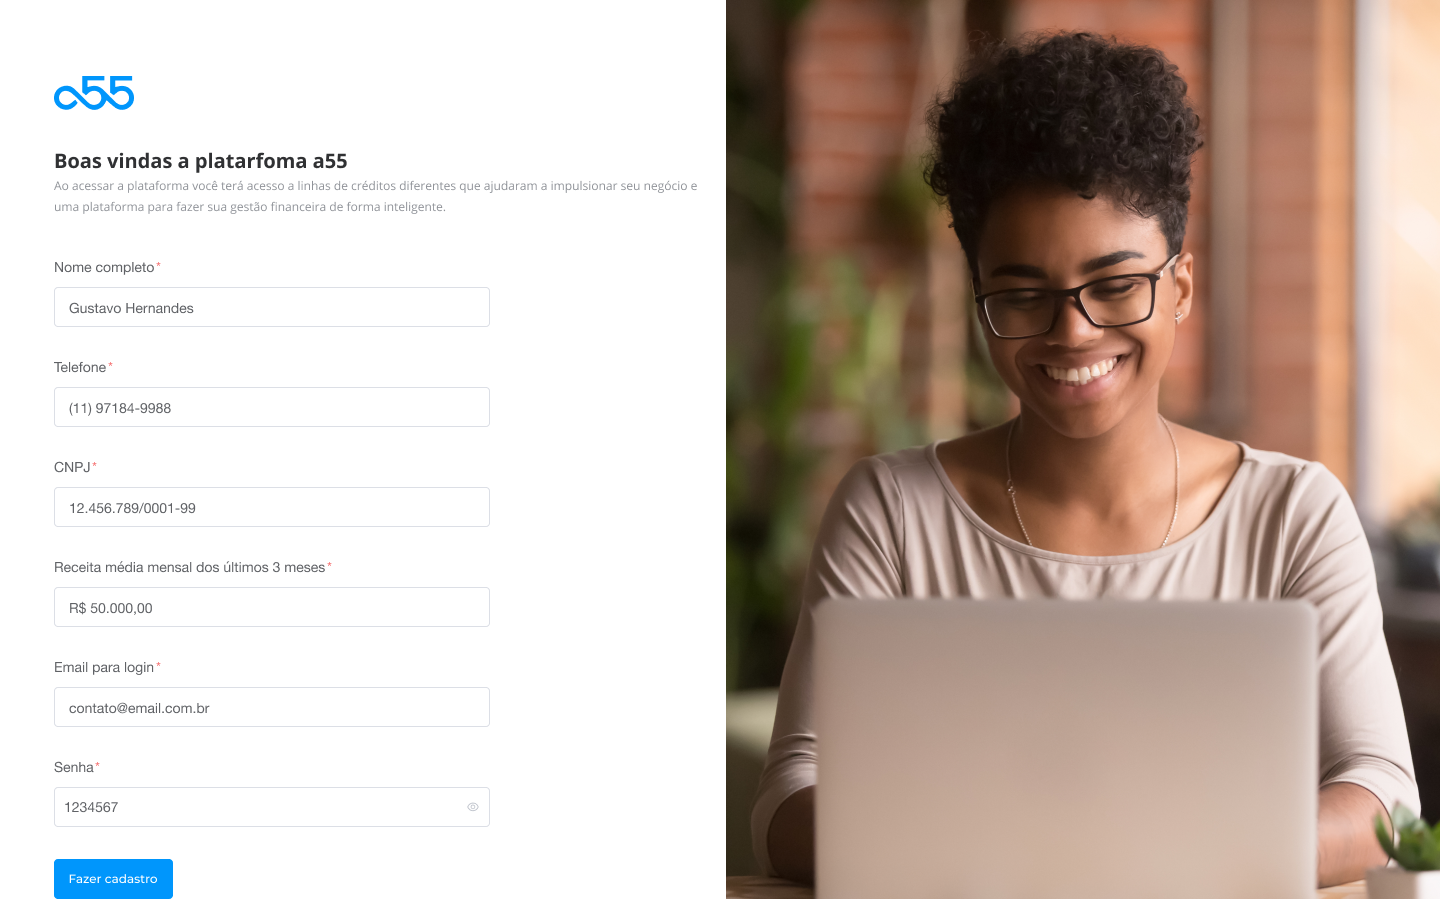 a55
Boas vindas a platarfoma a55
Ao acessar a plataforma você terá acesso a linhas de créditos diferentes que ajudaram a impulsionar seu negócio e
uma plataforma para fazer sua gestão financeira de forma inteligente.
Nome completo*
Gustavo Hernandes
Telefone*
(11) 97184-9988
CNPJ*
12.456.789/0001-99
Receita média mensal dos últimos 3 meses*
R$ 50.000,00
Email para login*
contato@email.com.br
Senha*
1234567
Fazer cadastro